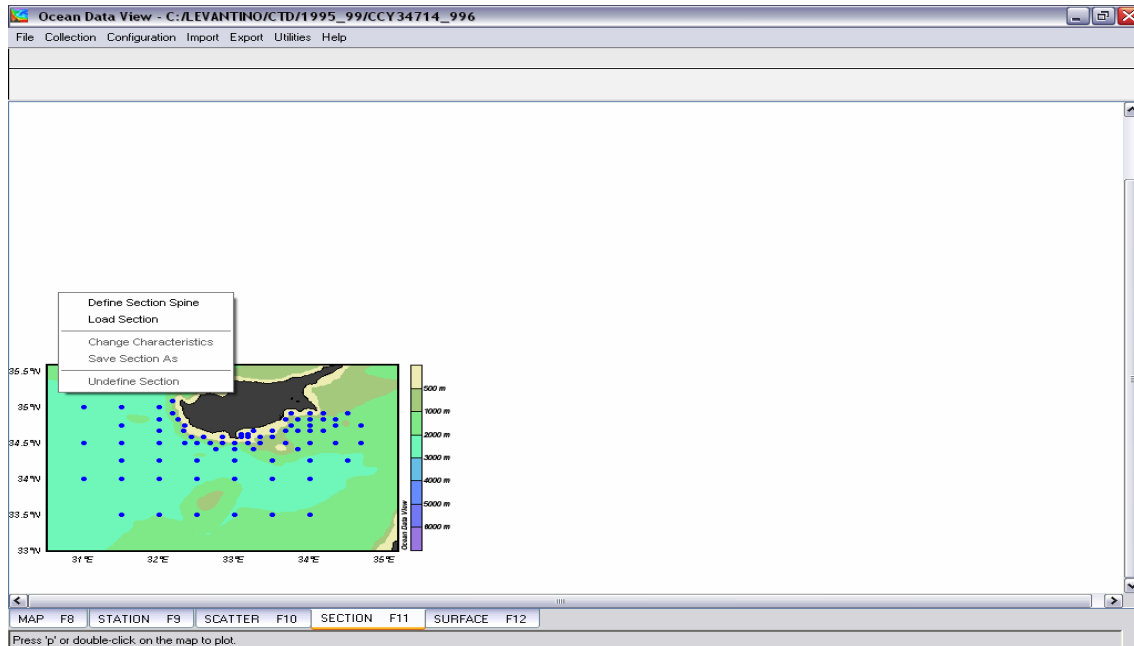 Ocean Data View - C:/LEVANTINO/CTD/1995_99/CCY34714_996
File Collection Configuration Import Export Utilities Help
Define Section Spine
Load Section
Change Characteristics
Save Section As
Undefine Section
35.5°N
35°N
34.5°N
34°N
33.5°N
33°N
31°E 32°E 33°E 34°E 35°E
500 m
1000 m
2000 m
3000 m
4000 m
5000 m
6000 m
Ocean Data View
MAP F8 STATION F9 SCATTER F10 SECTION F11 SURFACE F12
Press 'p' or double-click on the map to plot.